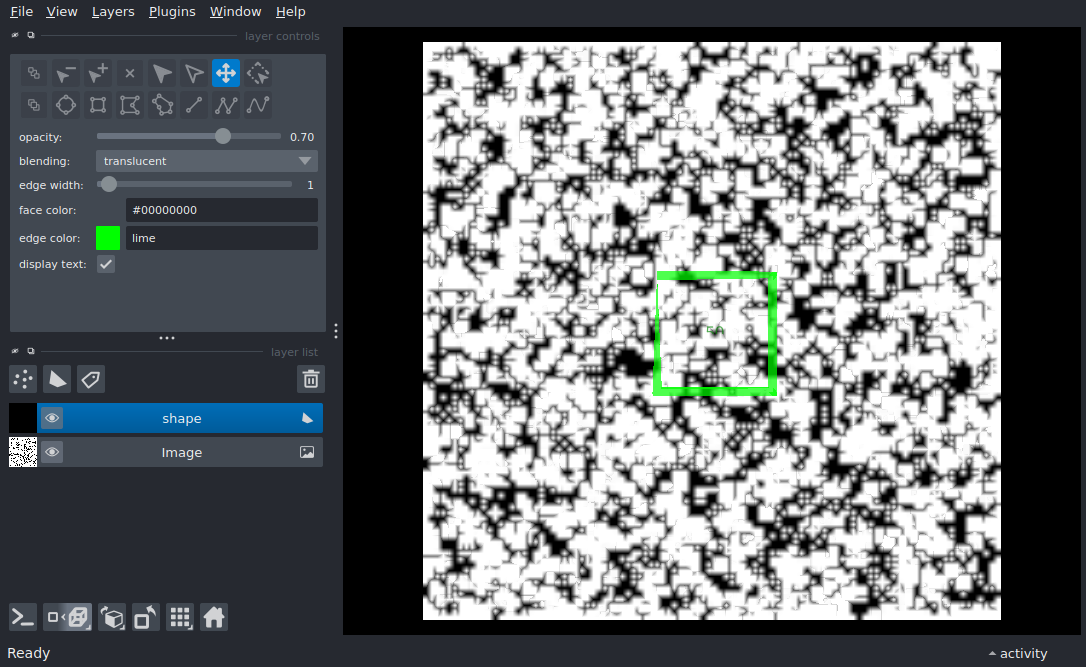 File View Layers Plugins Window Help
layer controls
opacity: 0.70
blending: translucent
edge width: 1
face color: #00000000
edge color: lime
display text:
layer list
shape
Image
Ready
activity